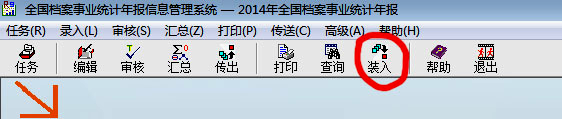 全国档案事业统计年报信息管理系统 — 2014年全国档案事业统计年报
任务(R) 录入(L) 审核(S) 汇总(Z) 打印(P) 传送(C) 高级(A) 帮助(H)
任务 编辑 审核 汇总 传出 打印 查询 装入 帮助 退出